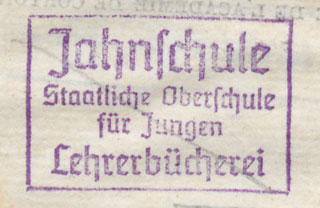 Jahnschule
Staatliche Oberschule
für Jungen
Lehrerbücherei